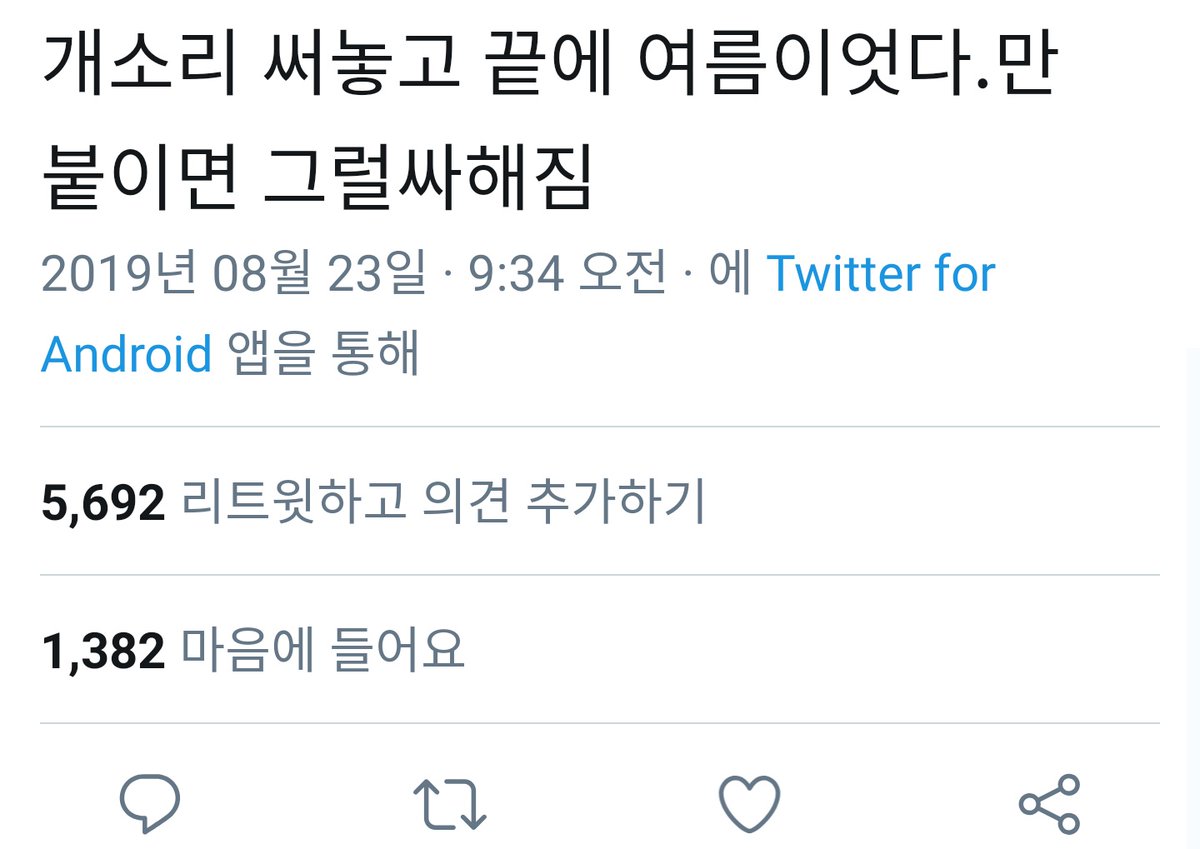 개소리 써놓고 끝에 여름이엇다.만
붙이면 그럴싸해짐
2019년 08월 23일 · 9:34 오전 · 에 Twitter for
Android 앱을 통해
5,692 리트윗하고 의견 추가하기
1,382 마음에 들어요